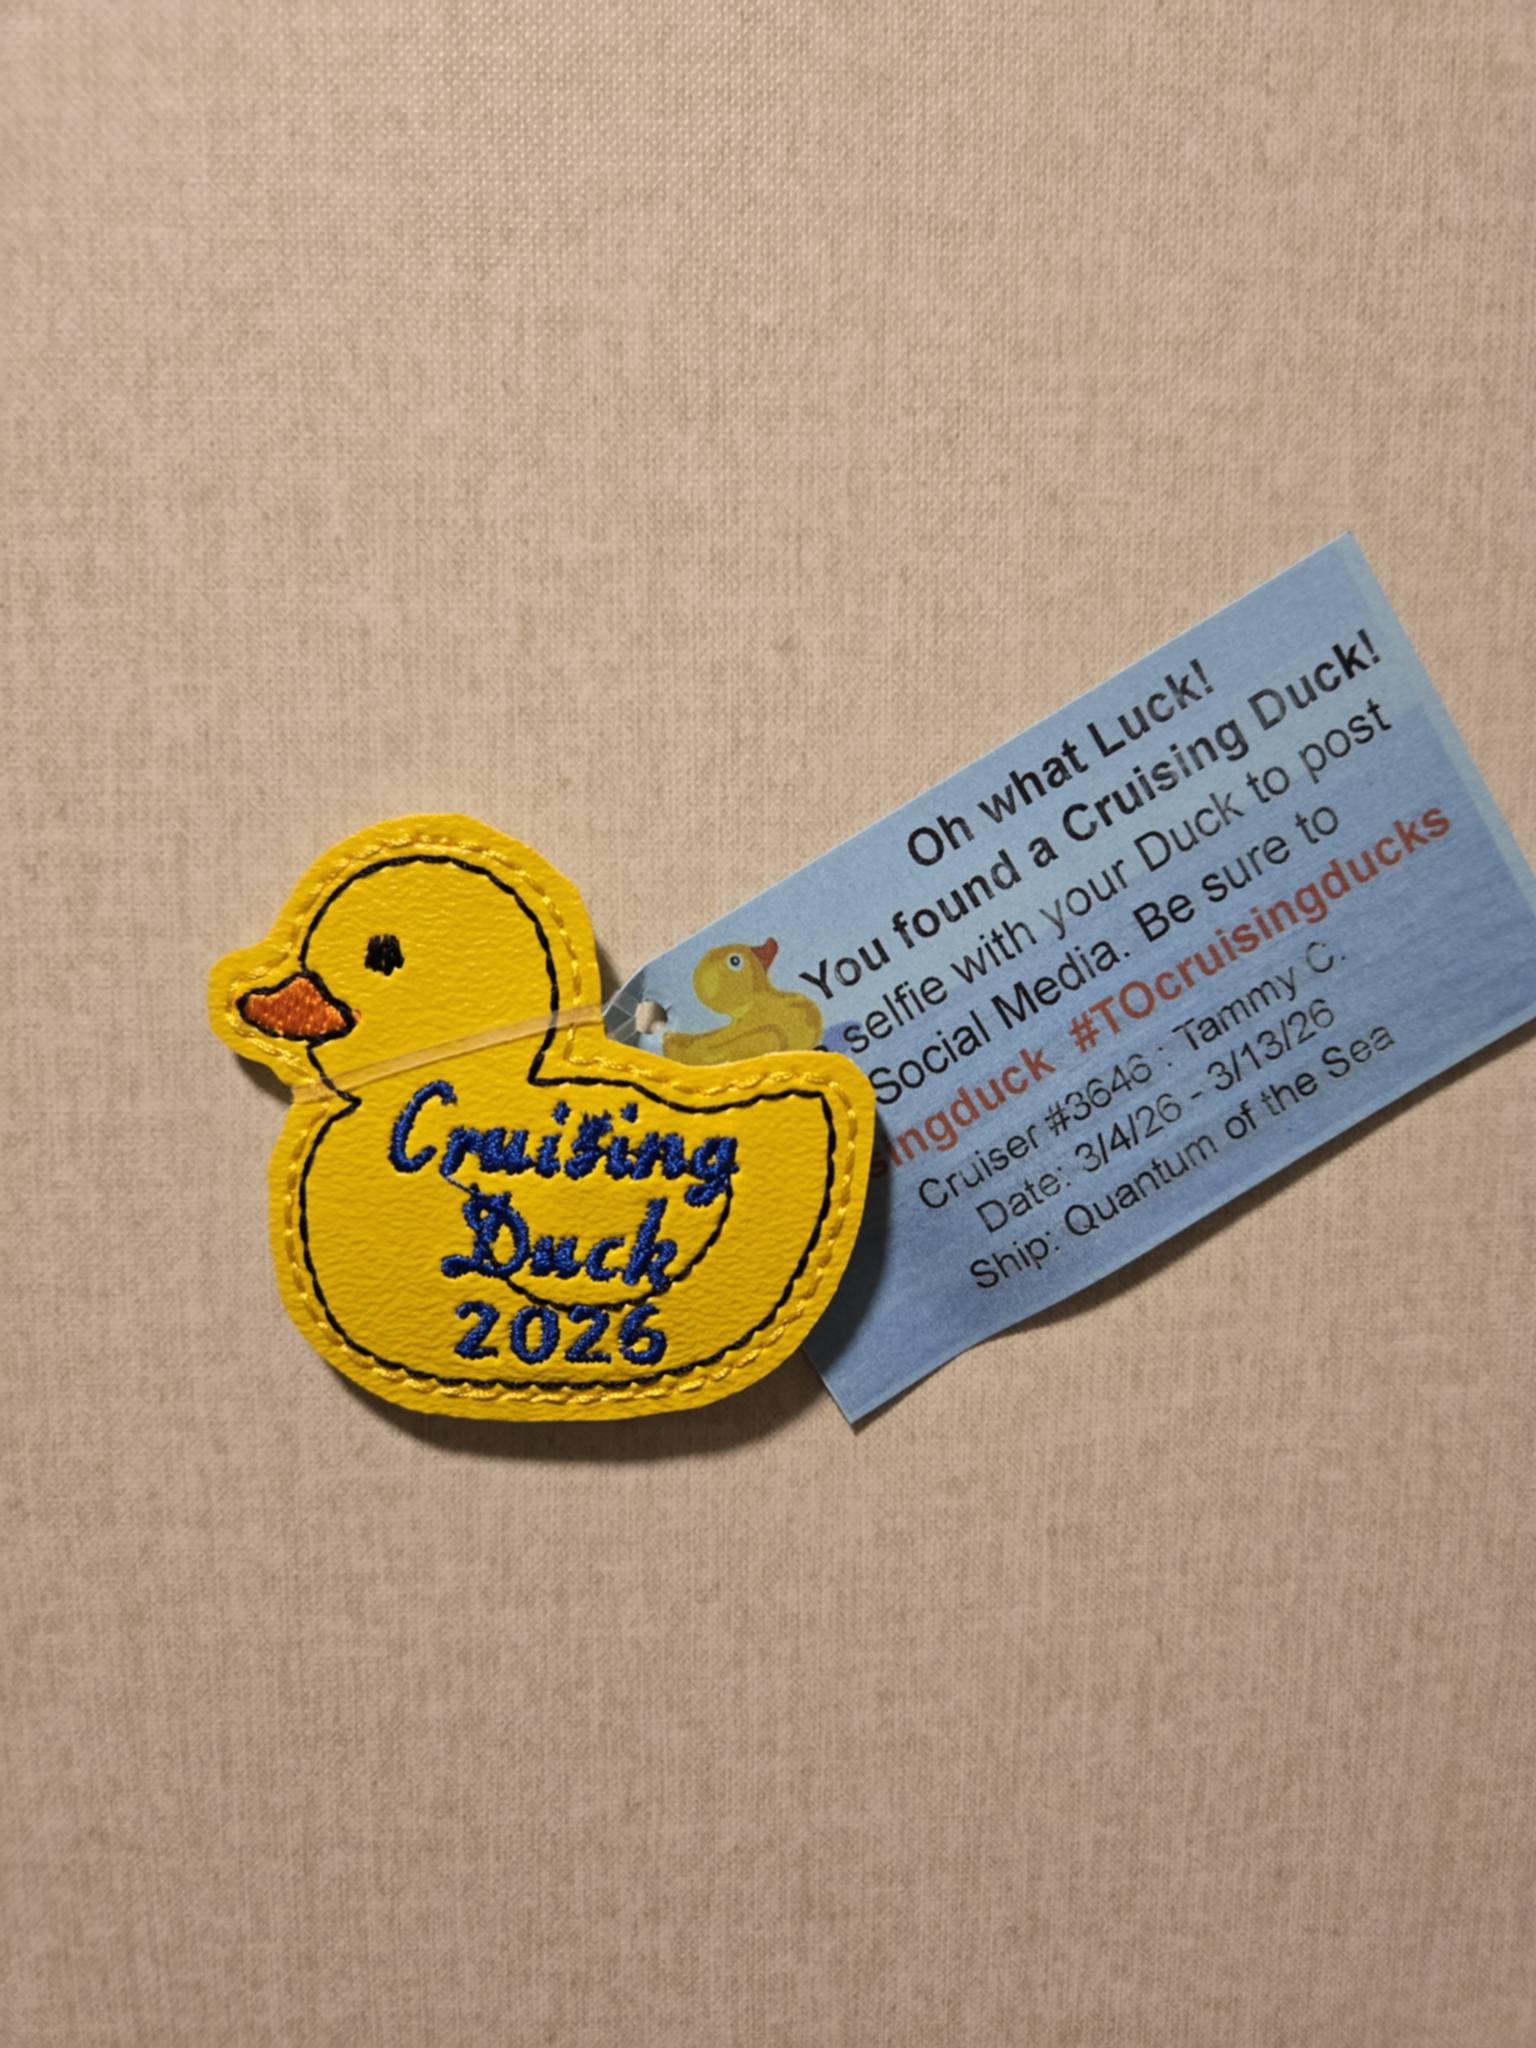 Cruising
Duck
2026
Oh what Luck!
You found a Cruising Duck!
selfie with your Duck to post
Social Media. Be sure to
ingduck #TOcruisingducks
Cruiser #3646 : Tammy C.
Date: 3/4/26 - 3/13/26
Ship: Quantum of the Sea